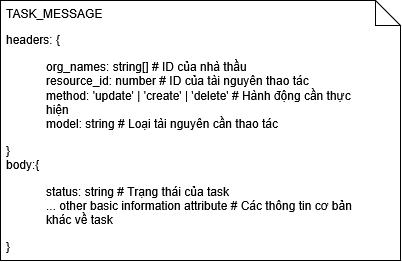 TASK_MESSAGE
headers: {
org_names: string[] # ID của nhà thầu
resource_id: number # ID của tài nguyên thao tác
method: 'update' | 'create' | 'delete' # Hành động cần thực
hiện
model: string # Loại tài nguyên cần thao tác
}
body:{
status: string # Trạng thái của task
... other basic information attribute # Các thông tin cơ bản
khác về task
}